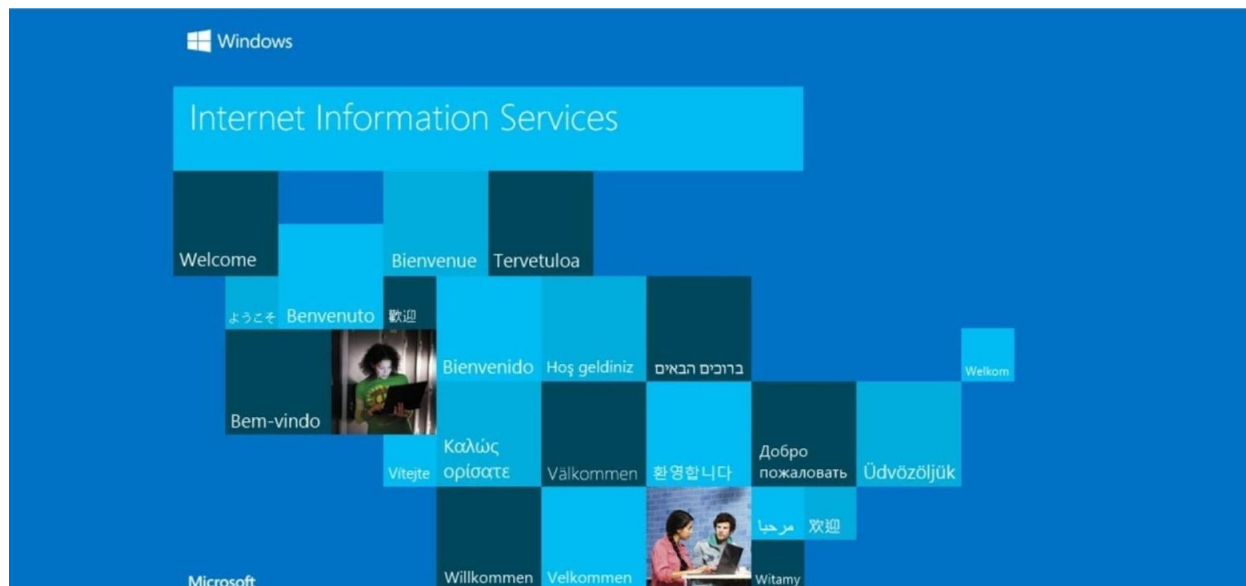 Windows
Internet Information Services
Welcome
Bienvenue
Tervetuloa
ようこそ
Benvenuto
歡迎
Bienvenido
Hoş geldiniz
ברוכים הבאים
Welkom
Bem-vindo
Vítejte
Καλώς
ορίσατε
Välkommen
환영합니다
Добро
пожаловать
Üdvözöljük
مرحبا
欢迎
Microsoft
Willkommen
Velkommen
Witamy